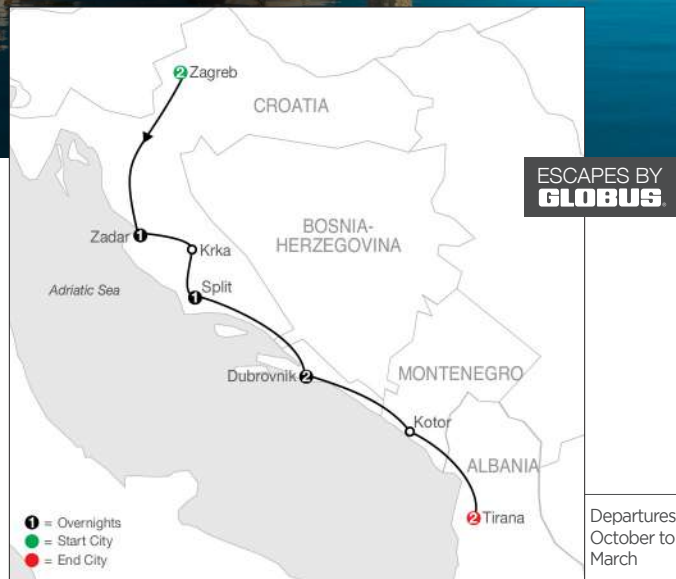 2 Zagreb
CROATIA
ESCAPES BY
GLOBUS®
BOSNIA-
HERZEGOVINA
Zadar 1
Krka
Adriatic Sea
1 Split
Dubrovnik 2
MONTENEGRO
Kotor
ALBANIA
2 Tirana
1 = Overnights
= Start City
= End City
Departures
October to
March